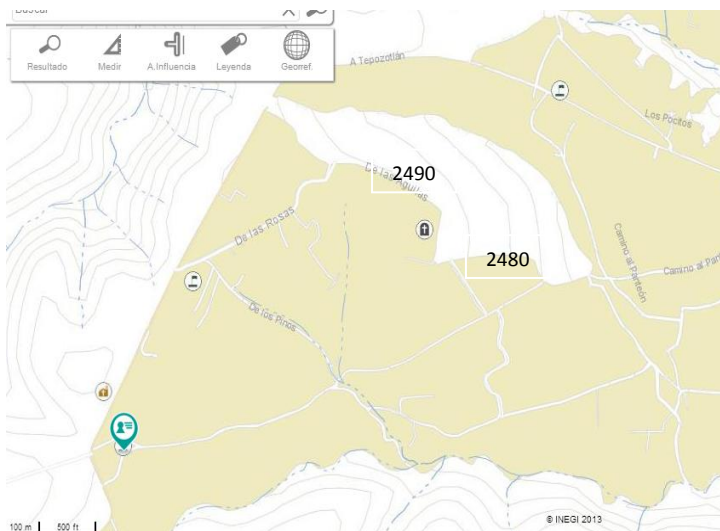 Buscar
Resultado Medir A.Influencia Leyenda Georref.
A Tepozotlán
Los Pocitos
2490
De las Aguilas
De las Rosas
2480
Camino al Panteón
Camino al Panteón
De los Pinos
100 m 500 ft
© INEGI 2013